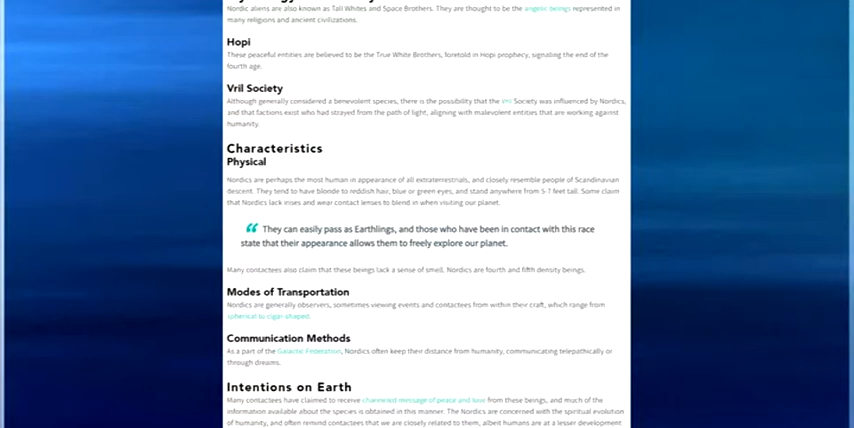 Nordic aliens are also known as Tall Whites and Space Brothers. They are thought to be the angelic beings represented in
many religions and ancient civilizations.
Hopi
These peaceful entities are believed to be the True White Brothers, foretold in Hopi prophecy, signaling the end of the
fourth age.
Vril Society
Although generally considered a benevolent species, there is the possibility that the Vril Society was influenced by Nordics,
and that factions exist who had strayed from the path of light, aligning with malevolent entities that are working against
humanity.
Characteristics
Physical
Nordics are perhaps the most human in appearance of all extraterrestrials, and closely resemble people of Scandinavian
descent. They tend to have blonde to reddish hair, blue or green eyes, and stand anywhere from 5-7 feet tall. Some claim
that Nordics lack irises and wear contact lenses to blend in when visiting our planet.
“ They can easily pass as Earthlings, and those who have been in contact with this race
state that their appearance allows them to freely explore our planet.
Many contactees also claim that these beings lack a sense of smell. Nordics are fourth and fifth density beings.
Modes of Transportation
Nordics are generally observers, sometimes viewing events and contactees from within their craft, which range from
spherical to cigar-shaped.
Communication Methods
As a part of the Galactic Federation, Nordics often keep their distance from humanity, communicating telepathically or
through dreams.
Intentions on Earth
Many contactees have claimed to receive channeled message of peace and love from these beings, and much of the
information available about the species is obtained in this manner. The Nordics are concerned with the spiritual evolution
of humanity, and often remind contactees that we are closely related to them, albeit humans are at a lesser development